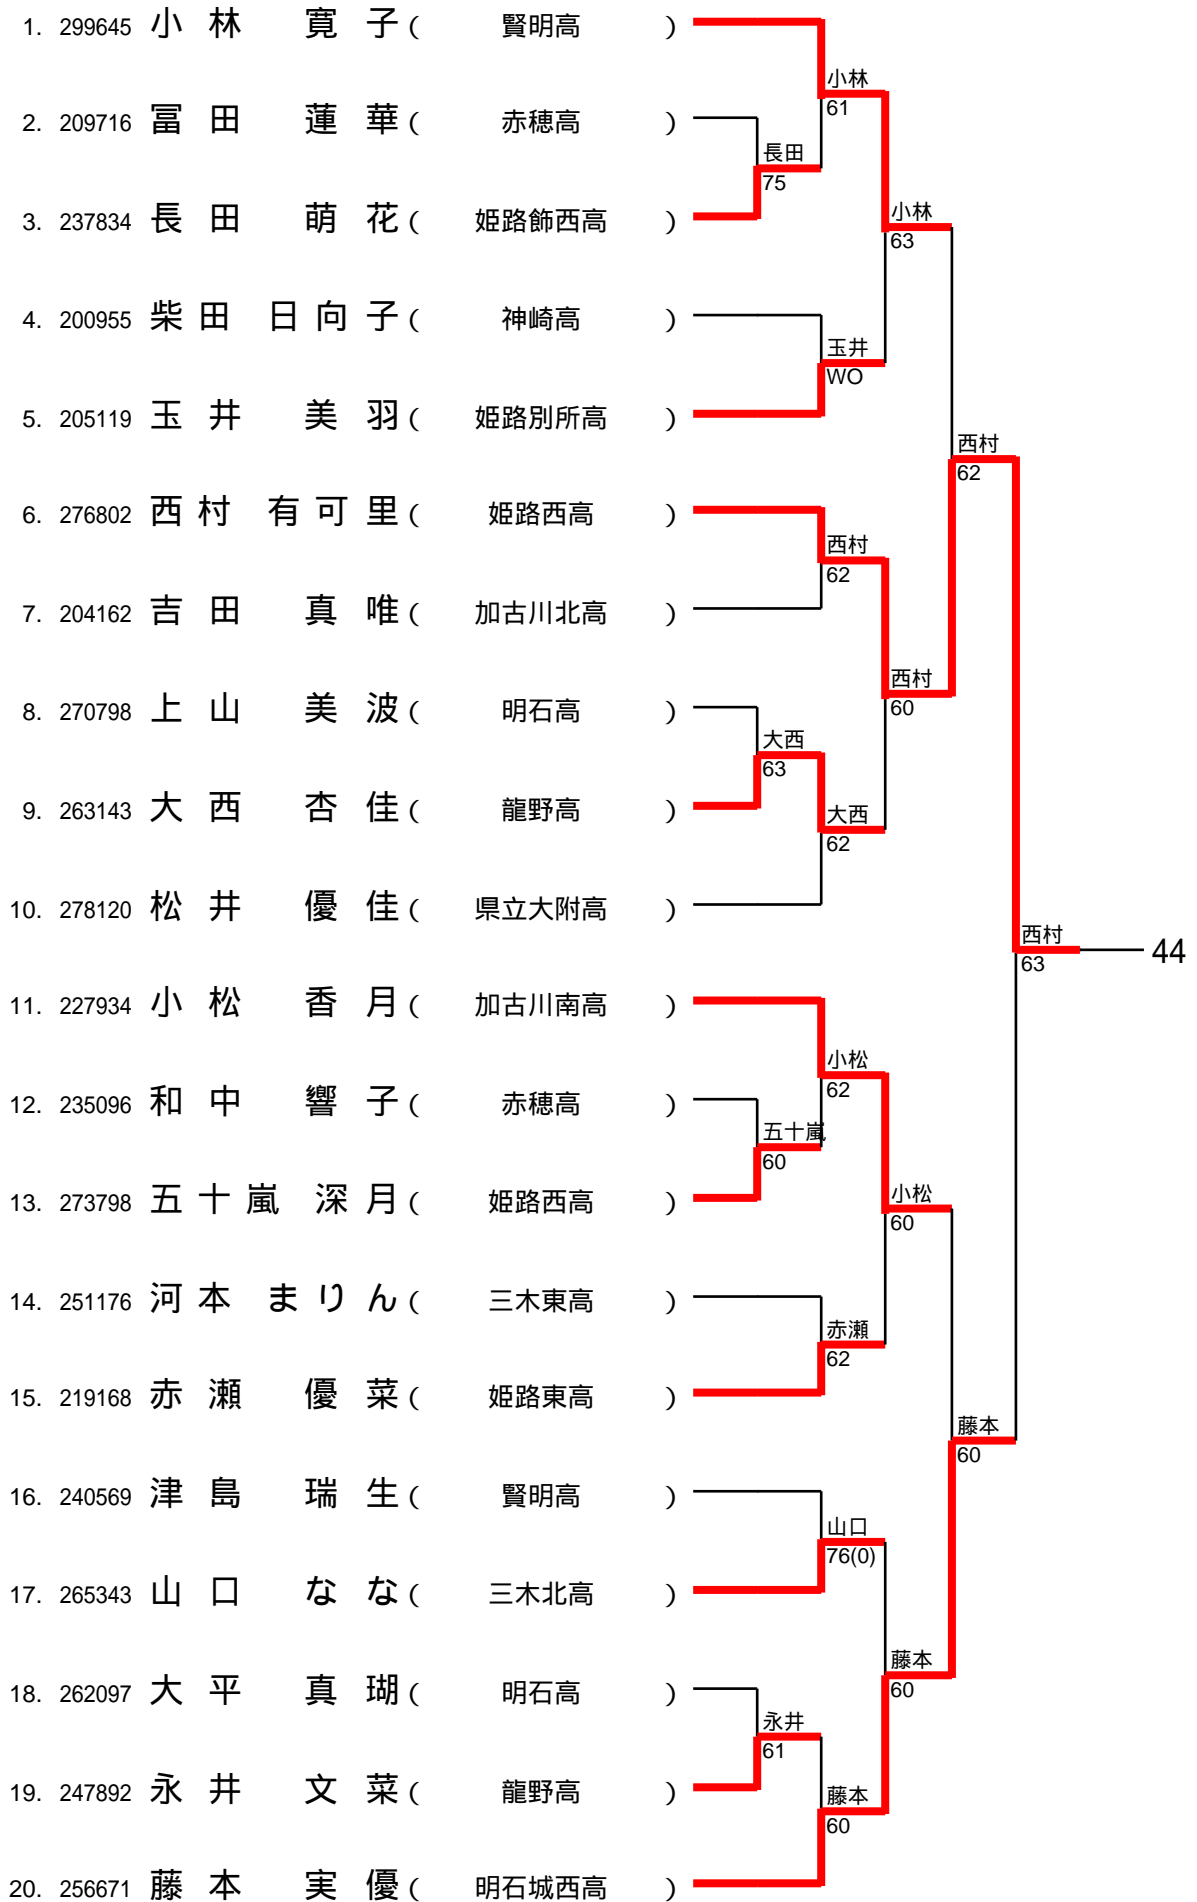 1. 299645 小林 寛子 ( 賢明高 )
小林
61
2. 209716 冨田 蓮華 ( 赤穂高 )
長田
75
3. 237834 長田 萌花 ( 姫路飾西高 )
小林
63
4. 200955 柴田 日向子 ( 神崎高 )
玉井
WO
5. 205119 玉井 美羽 ( 姫路別所高 )
西村
62
6. 276802 西村 有可里 ( 姫路西高 )
西村
62
7. 204162 吉田 真唯 ( 加古川北高 )
西村
60
8. 270798 上山 美波 ( 明石高 )
大西
63
9. 263143 大西 杏佳 ( 龍野高 )
大西
62
10. 278120 松井 優佳 ( 県立大附高 )
西村
63
44
11. 227934 小松 香月 ( 加古川南高 )
小松
62
12. 235096 和中 響子 ( 赤穂高 )
五十嵐
60
13. 273798 五十嵐 深月 ( 姫路西高 )
小松
60
14. 251176 河本 まりん ( 三木東高 )
赤瀬
62
15. 219168 赤瀬 優菜 ( 姫路東高 )
藤本
60
16. 240569 津島 瑞生 ( 賢明高 )
山口
76(0)
17. 265343 山口 なな ( 三木北高 )
藤本
60
18. 262097 大平 真瑚 ( 明石高 )
永井
61
19. 247892 永井 文菜 ( 龍野高 )
藤本
60
20. 256671 藤本 実優 ( 明石城西高 )